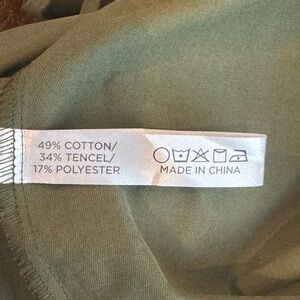 49% COTTON/
34% TENCEL/
17% POLYESTER
MADE IN CHINA